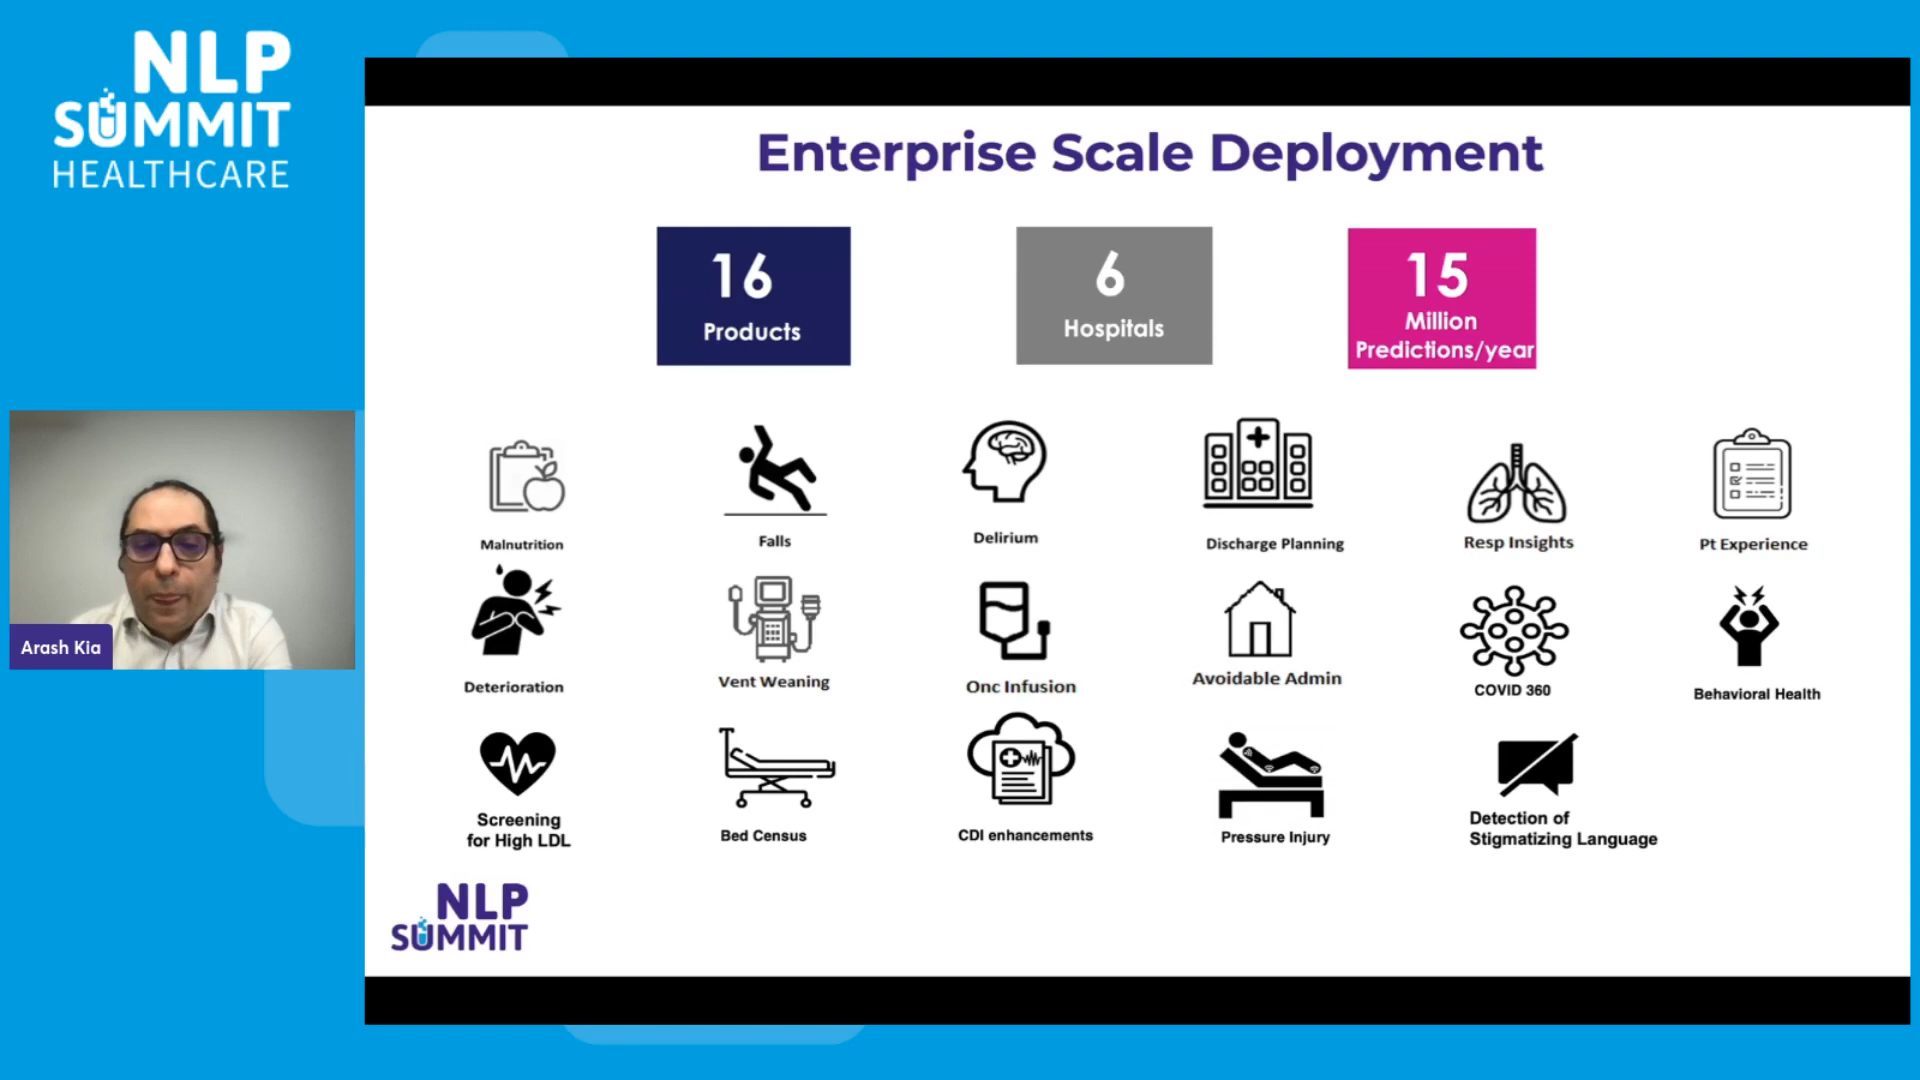 NLP
SUMMIT
HEALTHCARE
Enterprise Scale Deployment
16
Products
6
Hospitals
15
Million
Predictions/year
Malnutrition
Falls
Delirium
Discharge Planning
Resp Insights
Pt Experience
Deterioration
Vent Weaning
Onc Infusion
Avoidable Admin
COVID 360
Behavioral Health
Screening
for High LDL
Bed Census
CDI enhancements
Pressure Injury
Detection of
Stigmatizing Language
Arash Kia
NLP
SUMMIT